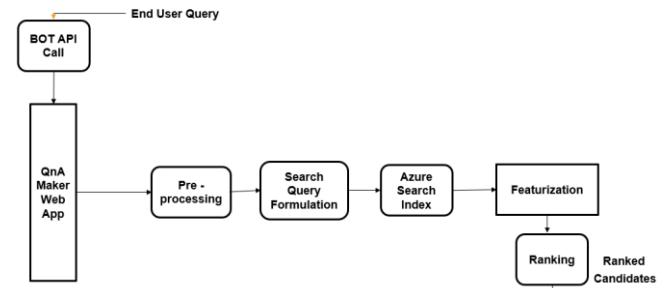 End User Query
BOT API
Call
QnA
Maker
Web
App
Pre -
processing
Search
Query
Formulation
Azure
Search
Index
Featurization
Ranking
Ranked
Candidates